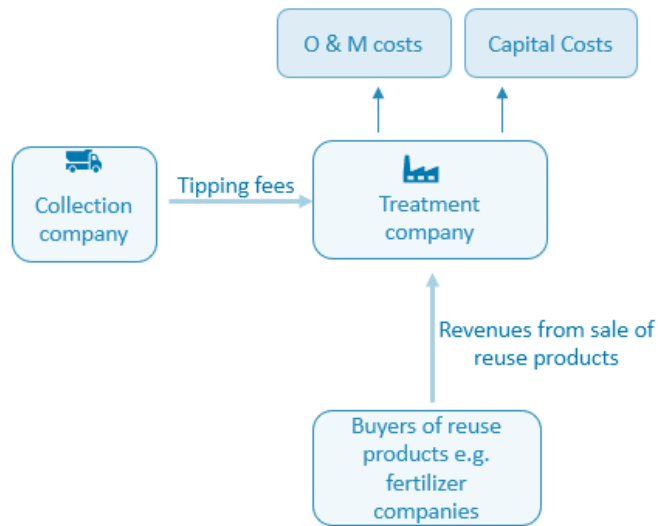 O & M costs
Capital Costs
Collection
company
Tipping fees
Treatment
company
Revenues from sale of
reuse products
Buyers of reuse
products e.g.
fertilizer
companies